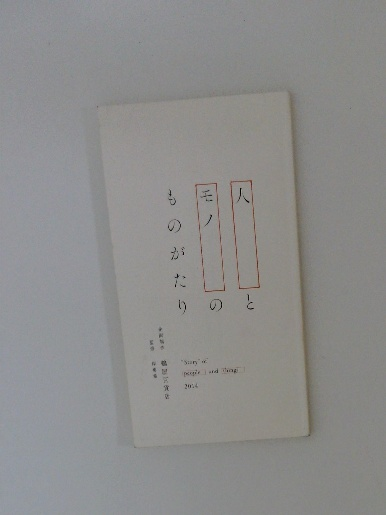 人と
モノの
ものがたり
"Story" of
people and things
2014